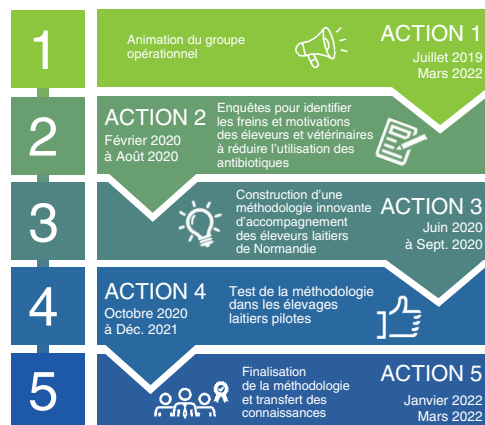 1
Animation du groupe
opérationnel
ACTION 1
Juillet 2019
Mars 2022
2
ACTION 2
Février 2020
à Août 2020
Enquêtes pour identifier
les freins et motivations
des éleveurs et vétérinaires
à réduire l'utilisation des
antibiotiques
3
Construction d'une
méthodologie innovante
d'accompagnement
des éleveurs laitiers
de Normandie
ACTION 3
Juin 2020
à Sept. 2020
4
ACTION 4
Octobre 2020
à Déc. 2021
Test de la méthodologie
dans les élevages
laitiers pilotes
5
Finalisation
de la méthodologie
et transfert des
connaissances
ACTION 5
Janvier 2022
Mars 2022